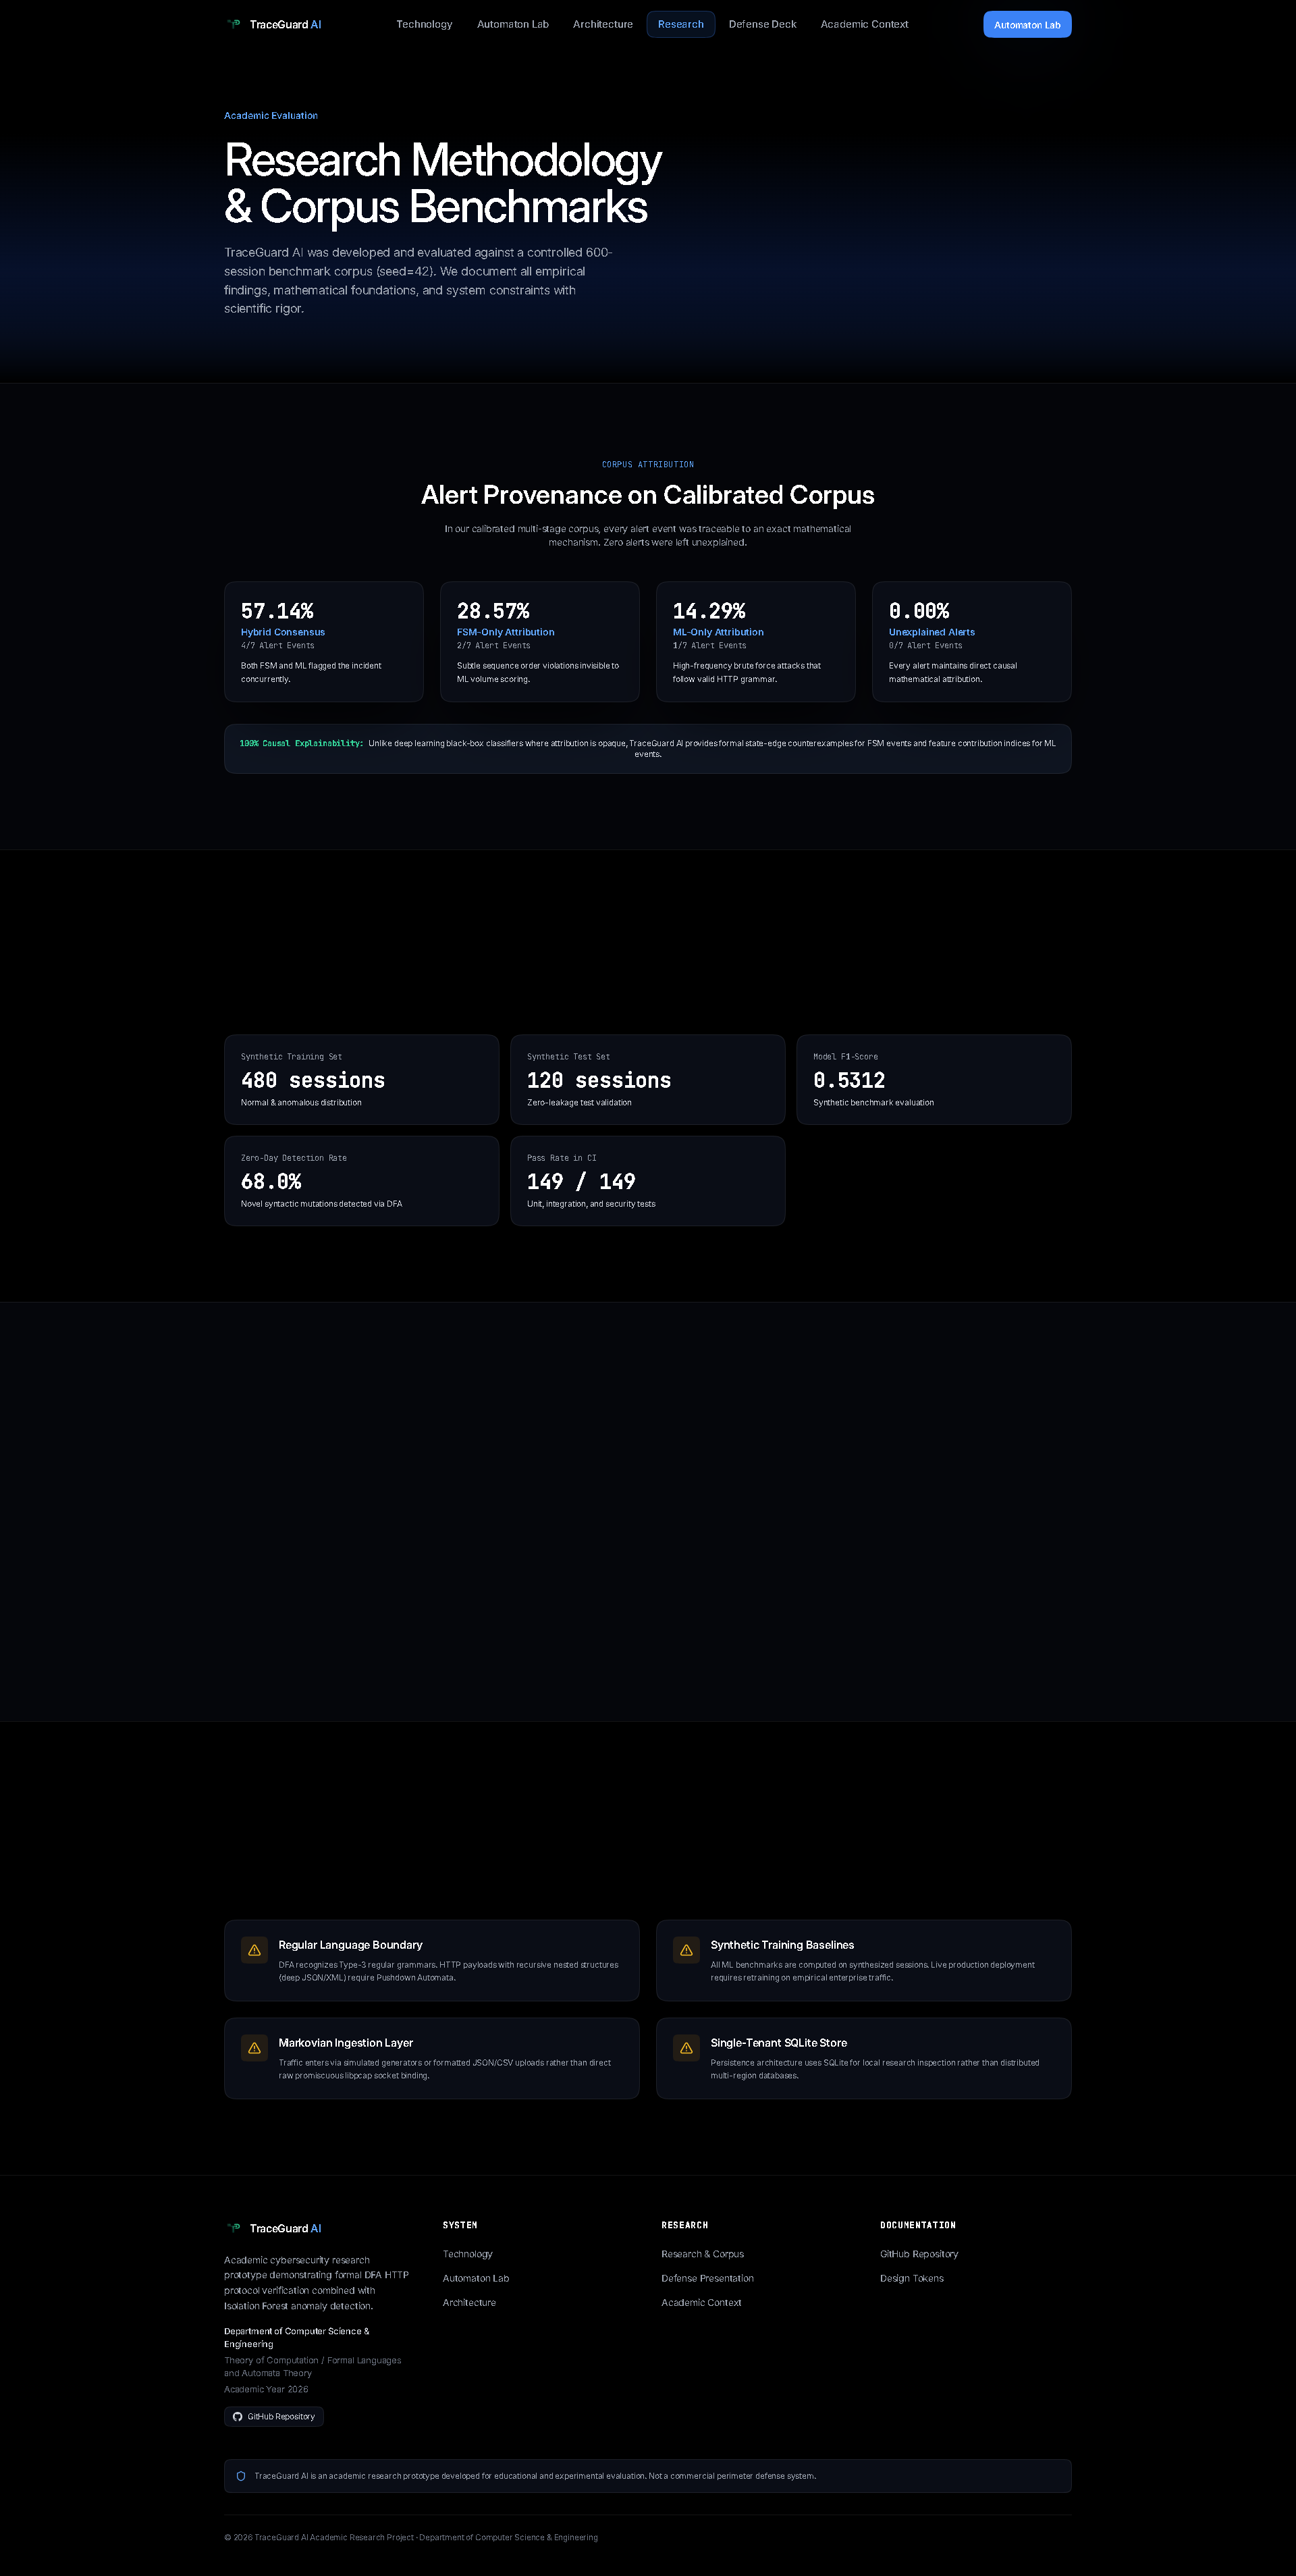 TraceGuard AI
Technology
Automaton Lab
Architecture
Research
Defense Deck
Academic Context
Automaton Lab
Academic Evaluation
Research Methodology
& Corpus Benchmarks
TraceGuard AI was developed and evaluated against a controlled 600-
session benchmark corpus (seed=42). We document all empirical
findings, mathematical foundations, and system constraints with
scientific rigor.
CORPUS ATTRIBUTION
Alert Provenance on Calibrated Corpus
In our calibrated multi-stage corpus, every alert event was traceable to an exact mathematical
mechanism. Zero alerts were left unexplained.
57.14%
Hybrid Consensus
4/7 Alert Events
Both FSM and ML flagged the incident
concurrently.
28.57%
FSM-Only Attribution
2/7 Alert Events
Subtle sequence order violations invisible to
ML volume scoring.
14.29%
ML-Only Attribution
1/7 Alert Events
High-frequency brute force attacks that
follow valid HTTP grammar.
0.00%
Unexplained Alerts
0/7 Alert Events
Every alert maintains direct causal
mathematical attribution.
100% Causal Explainability: Unlike deep learning black-box classifiers where attribution is opaque, TraceGuard AI provides formal state-edge counterexamples for FSM events and feature contribution indices for ML
events.
Synthetic Training Set
480 sessions
Normal & anomalous distribution
Synthetic Test Set
120 sessions
Zero-leakage test validation
Model F1-Score
0.5312
Synthetic benchmark evaluation
Zero-Day Detection Rate
68.0%
Novel syntactic mutations detected via DFA
Pass Rate in CI
149 / 149
Unit, integration, and security tests
Regular Language Boundary
DFA recognizes Type-3 regular grammars. HTTP payloads with recursive nested structures
(deep JSON/XML) require Pushdown Automata.
Synthetic Training Baselines
All ML benchmarks are computed on synthesized sessions. Live production deployment
requires retraining on empirical enterprise traffic.
Markovian Ingestion Layer
Traffic enters via simulated generators or formatted JSON/CSV uploads rather than direct
raw promiscuous libpcap socket binding.
Single-Tenant SQLite Store
Persistence architecture uses SQLite for local research inspection rather than distributed
multi-region databases.
TraceGuard AI
Academic cybersecurity research
prototype demonstrating formal DFA HTTP
protocol verification combined with
Isolation Forest anomaly detection.
Department of Computer Science &
Engineering
Theory of Computation / Formal Languages
and Automata Theory
Academic Year 2026
GitHub Repository
SYSTEM
Technology
Automaton Lab
Architecture
RESEARCH
Research & Corpus
Defense Presentation
Academic Context
DOCUMENTATION
GitHub Repository
Design Tokens
TraceGuard AI is an academic research prototype developed for educational and experimental evaluation. Not a commercial perimeter defense system.
© 2026 TraceGuard AI Academic Research Project · Department of Computer Science & Engineering